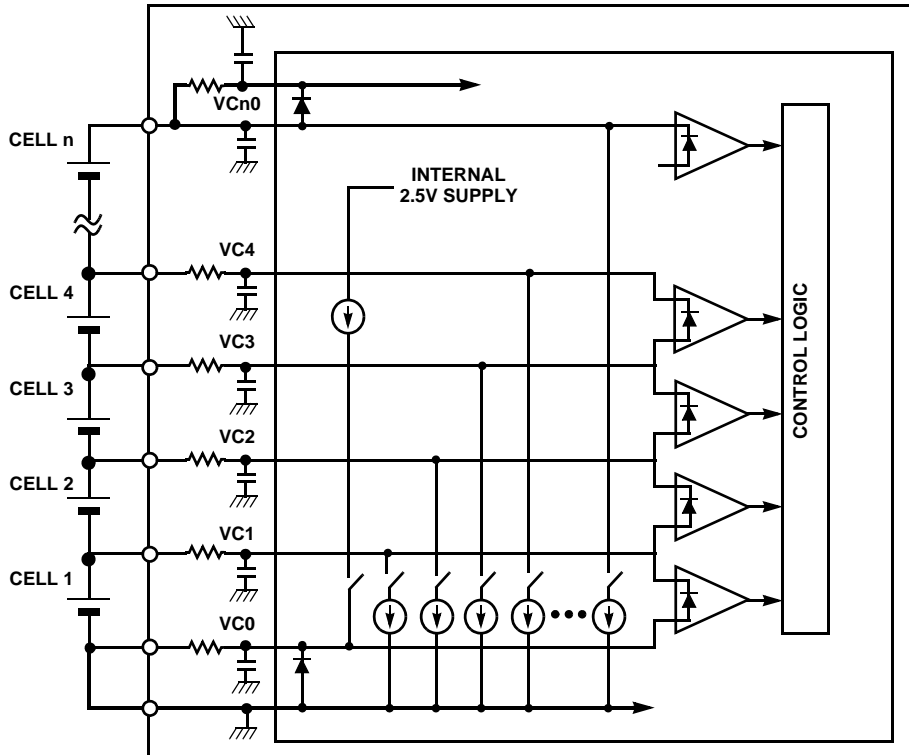 VCn0
CELL n
INTERNAL
2.5V SUPPLY
VC4
CELL 4
VC3
CELL 3
VC2
CELL 2
VC1
CELL 1
VC0
CONTROL LOGIC